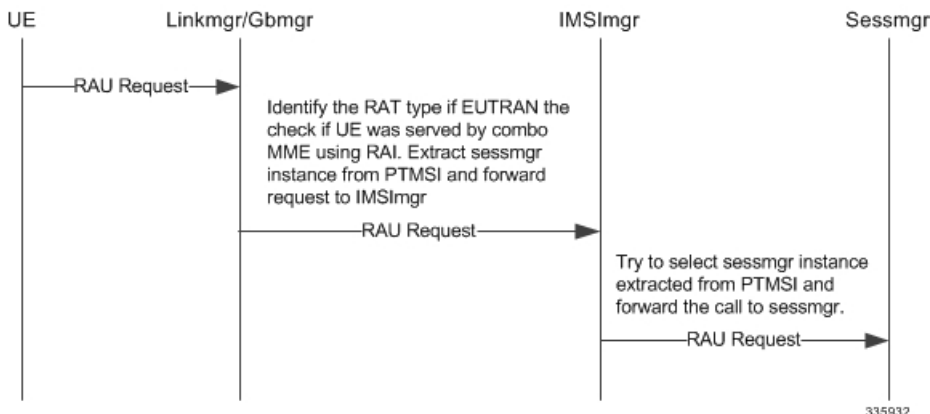 UE
Linkmgr/Gbmgr
IMSImgr
Sessmgr
RAU Request
Identify the RAT type if EUTRAN the
check if UE was served by combo
MME using RAI. Extract sessmgr
instance from PTMSI and forward
request to IMSImgr
RAU Request
Try to select sessmgr instance
extracted from PTMSI and
forward the call to sessmgr.
RAU Request
335932